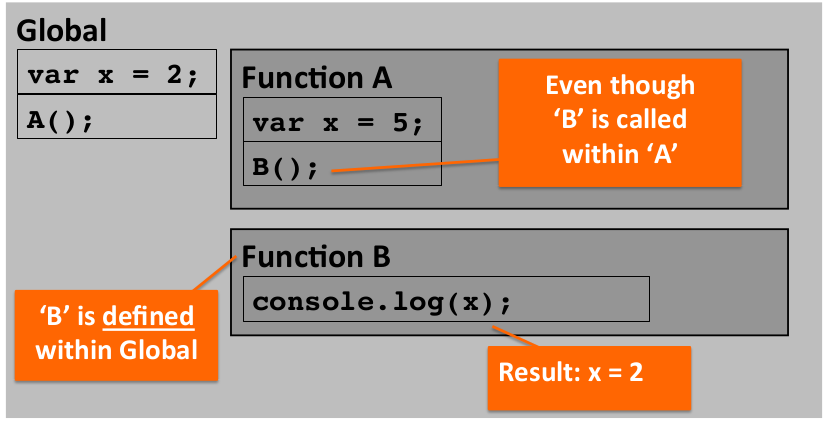 Global
var x = 2;
A();
Function A
var x = 5;
B();
Even though
‘B’ is called
within ‘A’
Function B
console.log(x);
‘B’ is defined
within Global
Result: x = 2